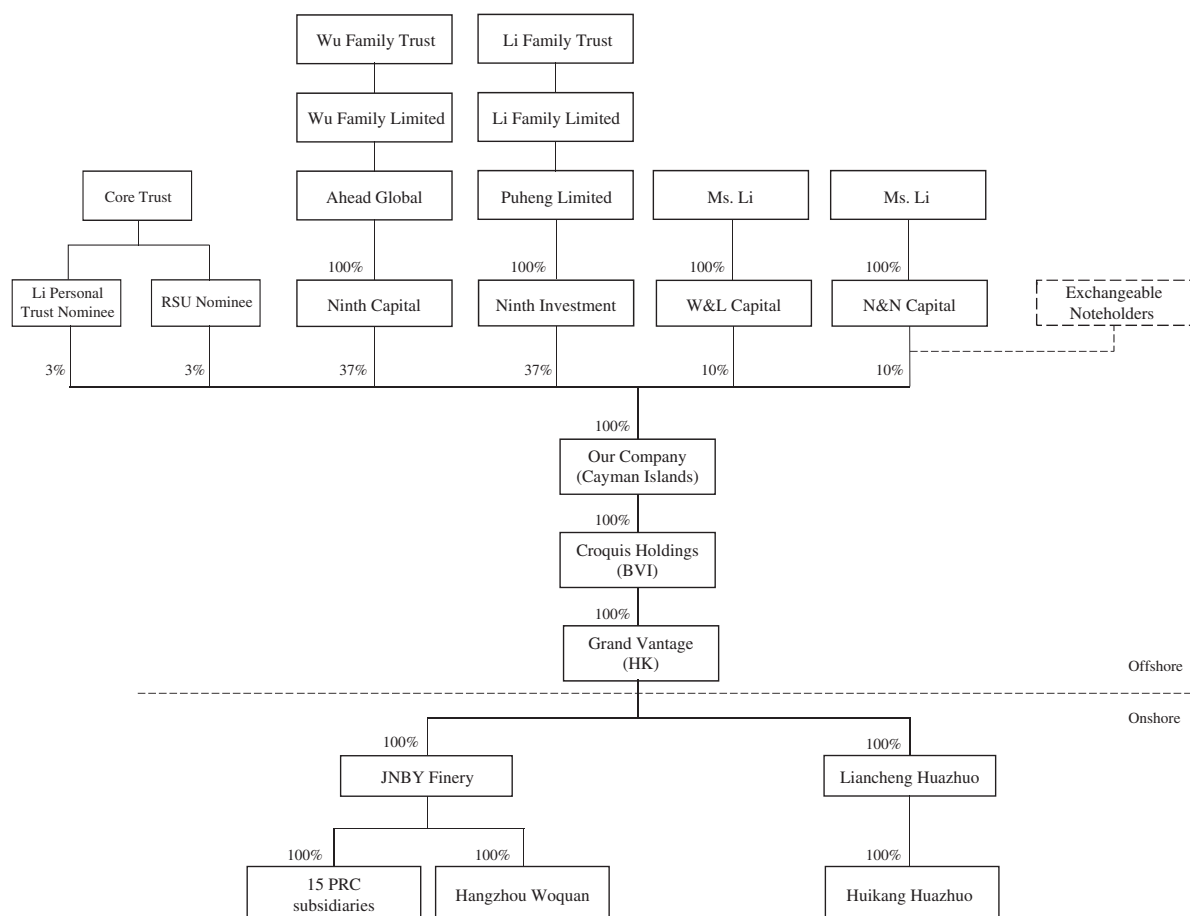 Wu Family Trust
Li Family Trust
Wu Family Limited
Li Family Limited
Core Trust
Ahead Global
Puheng Limited
Ms. Li
Ms. Li
100%
100%
100%
100%
Li Personal
Trust Nominee
RSU Nominee
Ninth Capital
Ninth Investment
W&L Capital
N&N Capital
Exchangeable
Noteholders
3%
3%
37%
37%
10%
10%
100%
Our Company
(Cayman Islands)
100%
Croquis Holdings
(BVI)
100%
Grand Vantage
(HK)
Offshore
Onshore
100%
100%
JNBY Finery
Liancheng Huazhuo
100%
100%
100%
15 PRC
subsidiaries
Hangzhou Woquan
Huikang Huazhuo